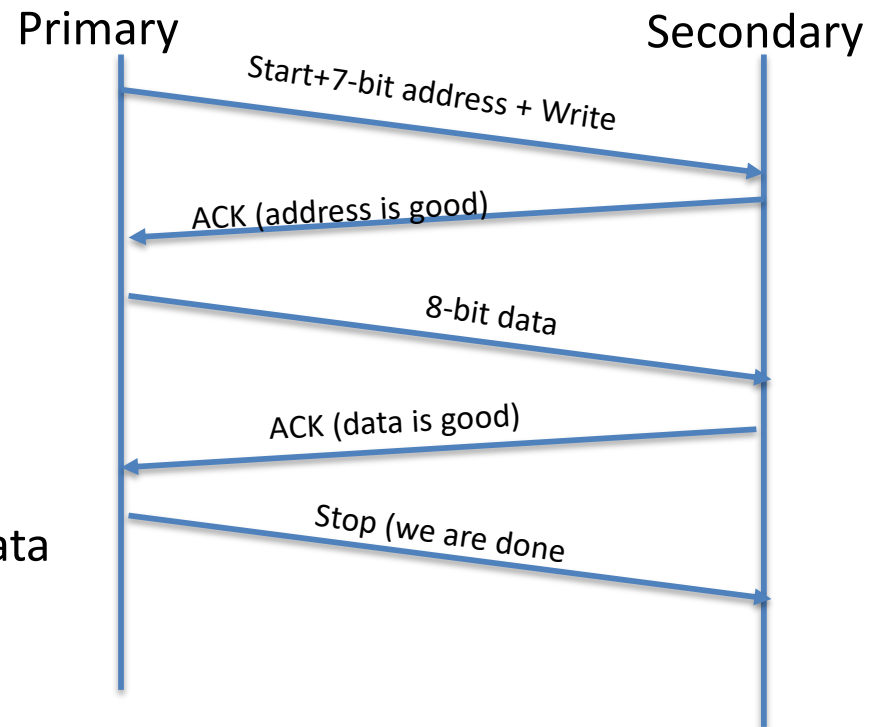 Primary
Secondary
Start+7-bit address + Write
ACK (address is good)
8-bit data
ACK (data is good)
Stop (we are done
ata